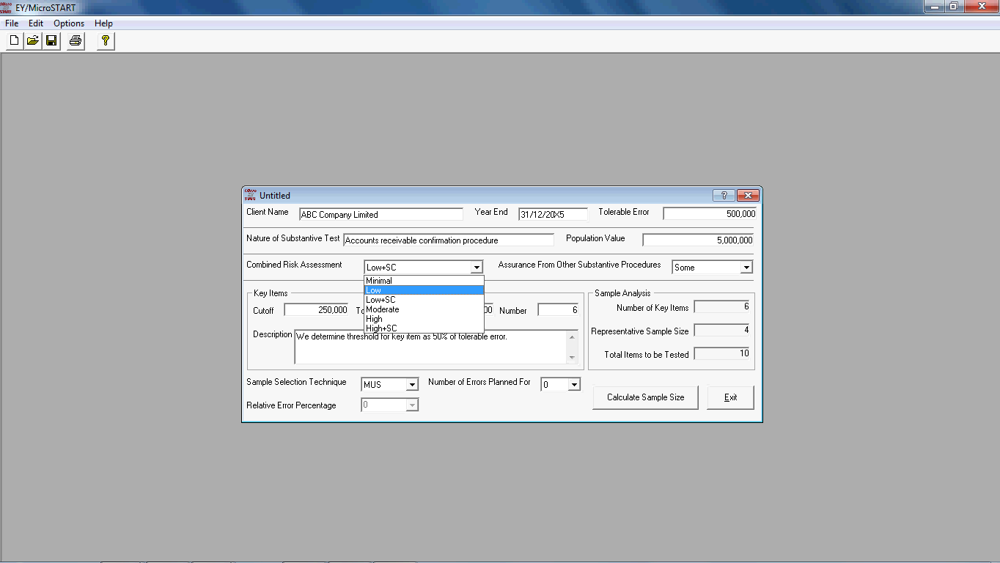 EY/MicroSTART
File Edit Options Help
Untitled
Client Name ABC Company Limited Year End 31/12/20X5 Tolerable Error 500,000
Nature of Substantive Test Accounts receivable confirmation procedure Population Value 5,000,000
Combined Risk Assessment Low+SC Assurance From Other Substantive Procedures Some
Minimal
Low
Low+SC
Moderate
High
High+SC
Key Items
Cutoff 250,000 Number 6
Description We determine threshold for key item as 50% of tolerable error.
Sample Analysis
Number of Key Items 6
Representative Sample Size 4
Total Items to be Tested 10
Sample Selection Technique MUS Number of Errors Planned For 0
Relative Error Percentage 0
Calculate Sample Size Exit